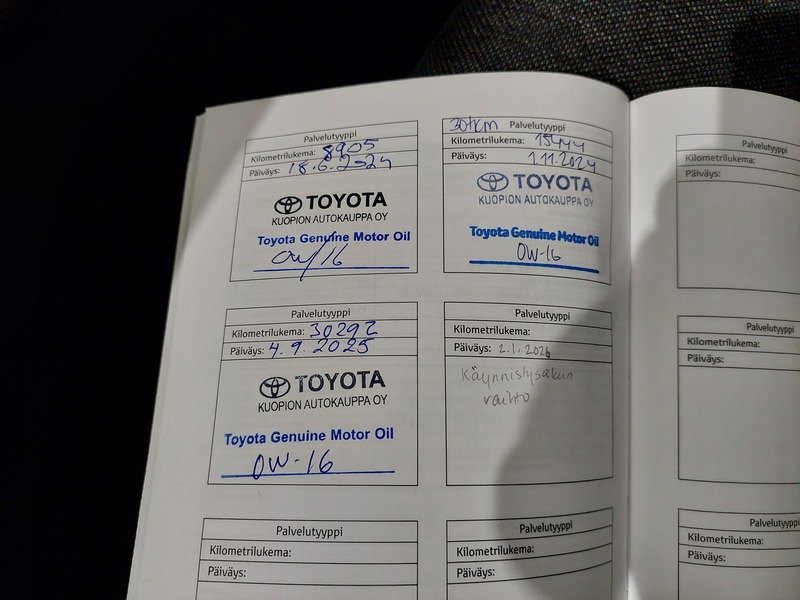 Palvelutyyppi
Kilometrilukema: 8905
Päiväys: 18.6.2024
TOYOTA
KUOPION AUTOKAUPPA OY
Toyota Genuine Motor Oil
0W/16
30tkm Palvelutyyppi
Kilometrilukema: 15444
Päiväys: 1.11.2024
TOYOTA
KUOPION AUTOKAUPPA OY
Toyota Genuine Motor Oil
0W-16
Palvelutyyppi
Kilometrilukema:
Päiväys:
Palvelutyyppi
Kilometrilukema: 30292
Päiväys: 4.9.2025
TOYOTA
KUOPION AUTOKAUPPA OY
Toyota Genuine Motor Oil
0W-16
Palvelutyyppi
Kilometrilukema:
Päiväys: 2.1.2026
Käynnistysakun
vaihto
Palvelutyyppi
Kilometrilukema:
Päiväys:
Palvelutyyppi
Kilometrilukema:
Päiväys:
Palvelutyyppi
Kilometrilukema:
Päiväys:
Palvelutyyppi
Kilometrilukema:
Päiväys: